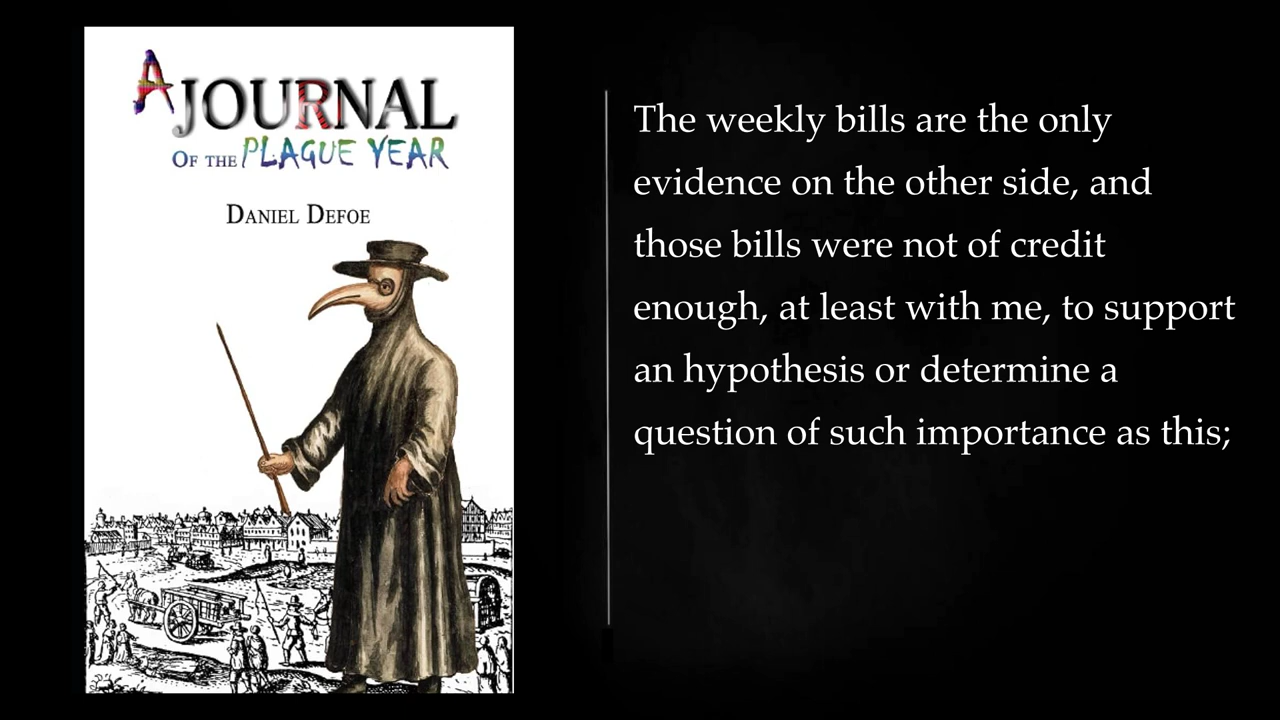 A JOURNAL
OF THE PLAGUE YEAR
DANIEL DEFOE
The weekly bills are the only
evidence on the other side, and
those bills were not of credit
enough, at least with me, to support
an hypothesis or determine a
question of such importance as this;